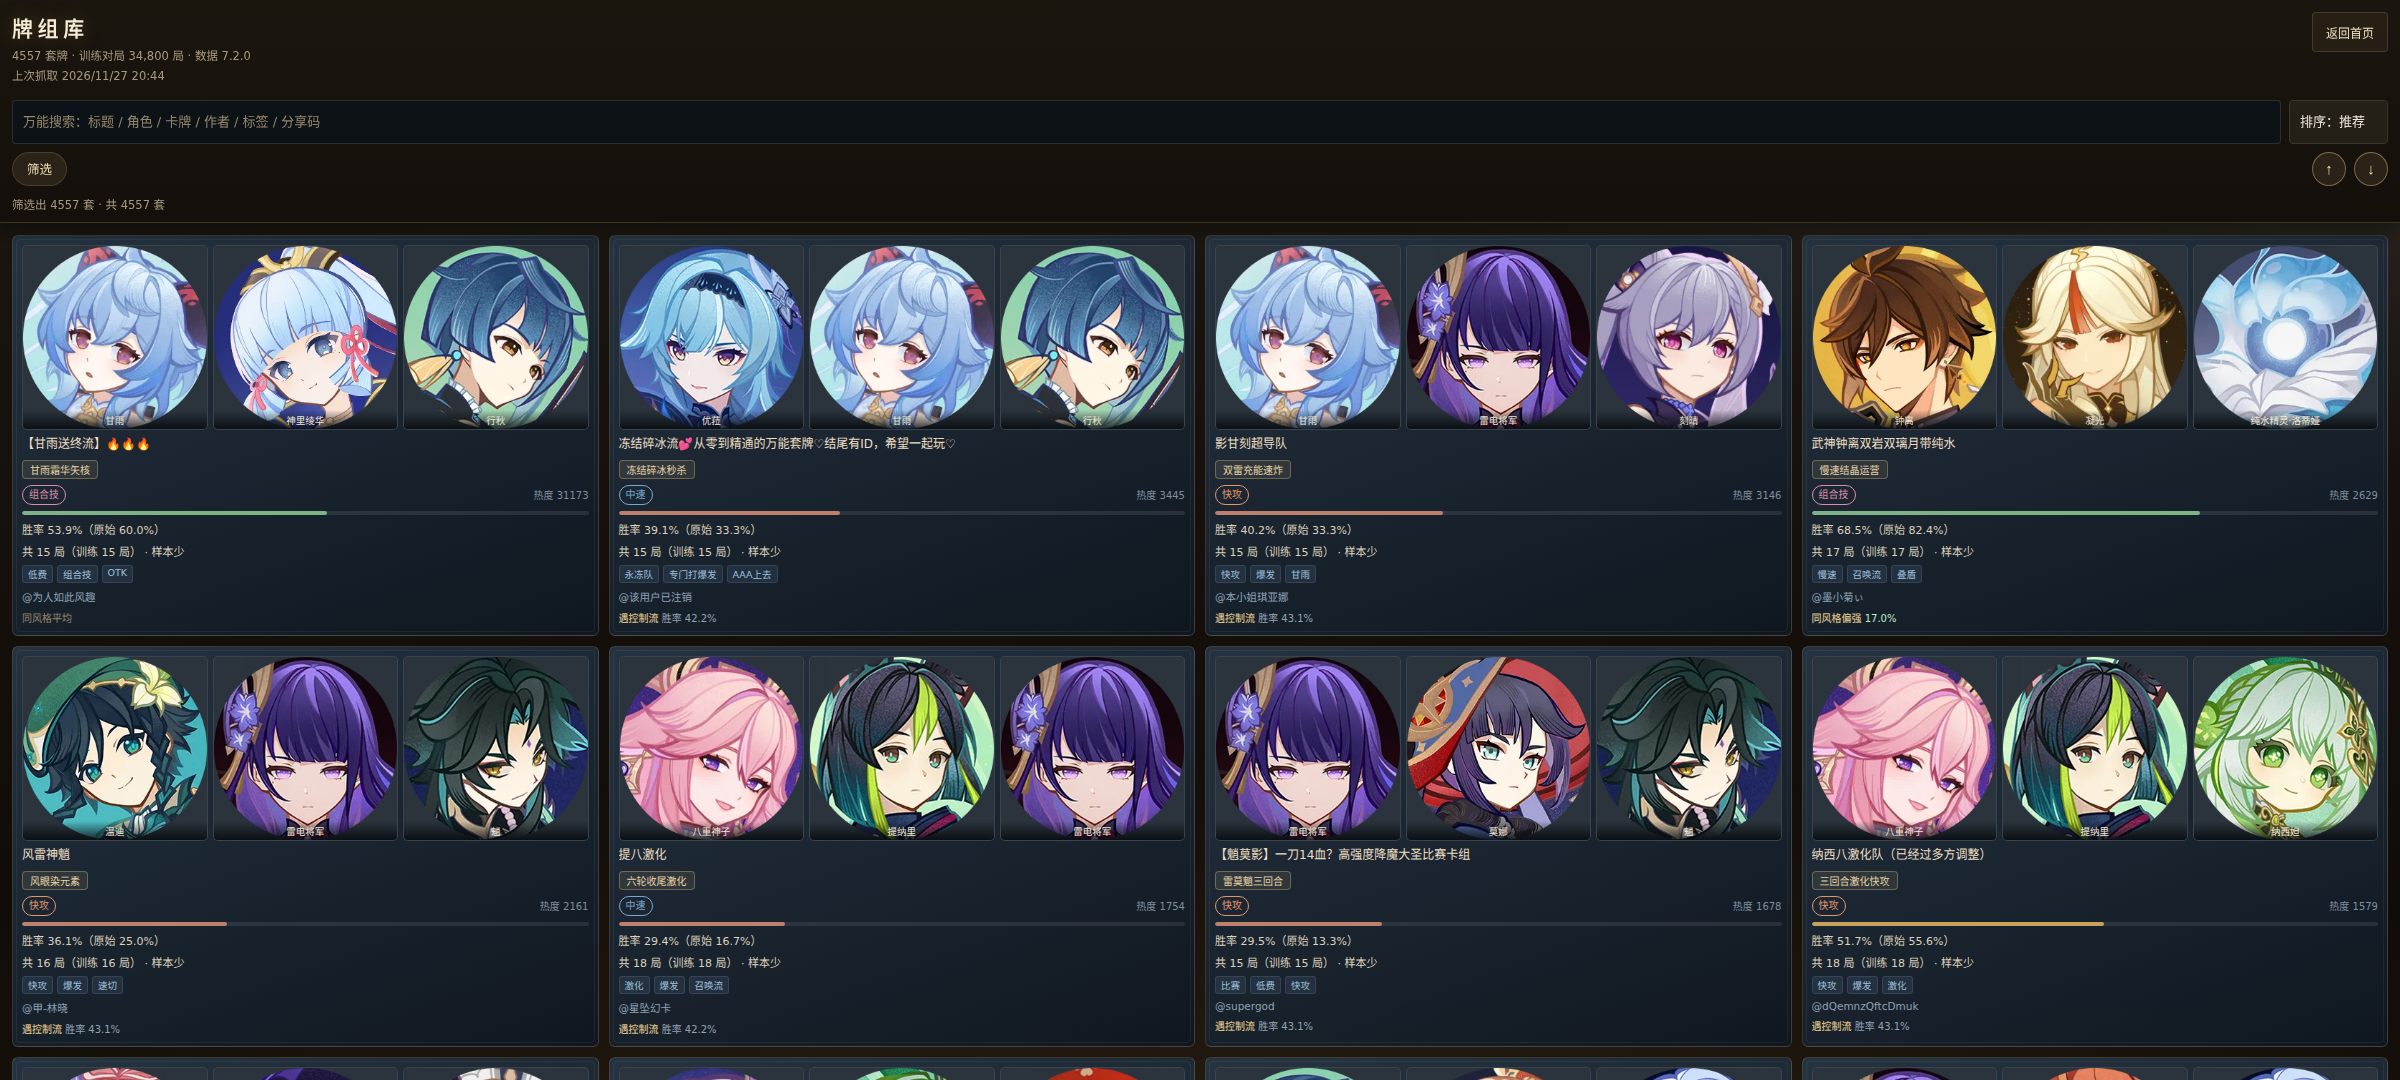 牌组库
返回首页
4557 套牌 · 训练对局 34,800 局 · 数据 7.2.0
上次抓取 2026/11/27 20:44
万能搜索：标题 / 角色 / 卡牌 / 作者 / 标签 / 分享码
排序：推荐
筛选
↑ ↓
筛选出 4557 套 · 共 4557 套
甘雨 神里绫华 行秋
【甘雨送终流】🔥🔥🔥
甘雨霜华矢核
组合技 热度 31173
胜率 53.9%（原始 60.0%）
共 15 局（训练 15 局） · 样本少
低费 组合技 OTK
@为人如此风趣
同风格平均
优菈 甘雨 行秋
冻结碎冰流💕从零到精通的万能套牌♡结尾有ID，希望一起玩♡
冻结碎冰秒杀
中速 热度 3445
胜率 39.1%（原始 33.3%）
共 15 局（训练 15 局） · 样本少
永冻队 专门打爆发 AAA上去
@该用户已注销
遇控制流 胜率 42.2%
甘雨 雷电将军 刻晴
影甘刻超导队
双雷充能速炸
快攻 热度 3146
胜率 40.2%（原始 33.3%）
共 15 局（训练 15 局） · 样本少
快攻 爆发 甘雨
@本小姐琪亚娜
遇控制流 胜率 43.1%
钟离 凝光 纯水精灵·洛蒂娅
武神钟离双岩双璃月带纯水
慢速结晶运营
组合技 热度 2629
胜率 68.5%（原始 82.4%）
共 17 局（训练 17 局） · 样本少
慢速 召唤流 叠盾
@墨小菊ぃ
同风格偏强 17.0%
温迪 雷电将军 魈
风雷神魈
风眼染元素
快攻 热度 2161
胜率 36.1%（原始 25.0%）
共 16 局（训练 16 局） · 样本少
快攻 爆发 速切
@甲-林晓
遇控制流 胜率 43.1%
八重神子 提纳里 雷电将军
提八激化
六轮收尾激化
中速 热度 1754
胜率 29.4%（原始 16.7%）
共 18 局（训练 18 局） · 样本少
激化 爆发 召唤流
@星坠幻卡
遇控制流 胜率 42.2%
雷电将军 莫娜 魈
【魈莫影】一刀14血？高强度降魔大圣比赛卡组
雷莫魈三回合
快攻 热度 1678
胜率 29.5%（原始 13.3%）
共 15 局（训练 15 局） · 样本少
比赛 低费 快攻
@supergod
遇控制流 胜率 43.1%
八重神子 提纳里 纳西妲
纳西八激化队（已经过多方调整）
三回合激化快攻
快攻 热度 1579
胜率 51.7%（原始 55.6%）
共 18 局（训练 18 局） · 样本少
快攻 爆发 激化
@dQemnzQftcDmuk
遇控制流 胜率 43.1%